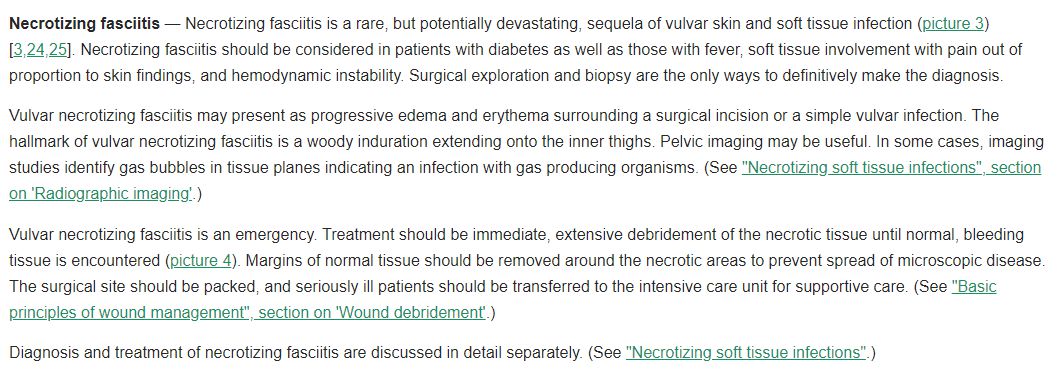 Necrotizing fasciitis — Necrotizing fasciitis is a rare, but potentially devastating, sequela of vulvar skin and soft tissue infection (picture 3)
[3,24,25]. Necrotizing fasciitis should be considered in patients with diabetes as well as those with fever, soft tissue involvement with pain out of
proportion to skin findings, and hemodynamic instability. Surgical exploration and biopsy are the only ways to definitively make the diagnosis.
Vulvar necrotizing fasciitis may present as progressive edema and erythema surrounding a surgical incision or a simple vulvar infection. The
hallmark of vulvar necrotizing fasciitis is a woody induration extending onto the inner thighs. Pelvic imaging may be useful. In some cases, imaging
studies identify gas bubbles in tissue planes indicating an infection with gas producing organisms. (See "Necrotizing soft tissue infections", section
on 'Radiographic imaging'.)
Vulvar necrotizing fasciitis is an emergency. Treatment should be immediate, extensive debridement of the necrotic tissue until normal, bleeding
tissue is encountered (picture 4). Margins of normal tissue should be removed around the necrotic areas to prevent spread of microscopic disease.
The surgical site should be packed, and seriously ill patients should be transferred to the intensive care unit for supportive care. (See "Basic
principles of wound management", section on 'Wound debridement'.)
Diagnosis and treatment of necrotizing fasciitis are discussed in detail separately. (See "Necrotizing soft tissue infections".)